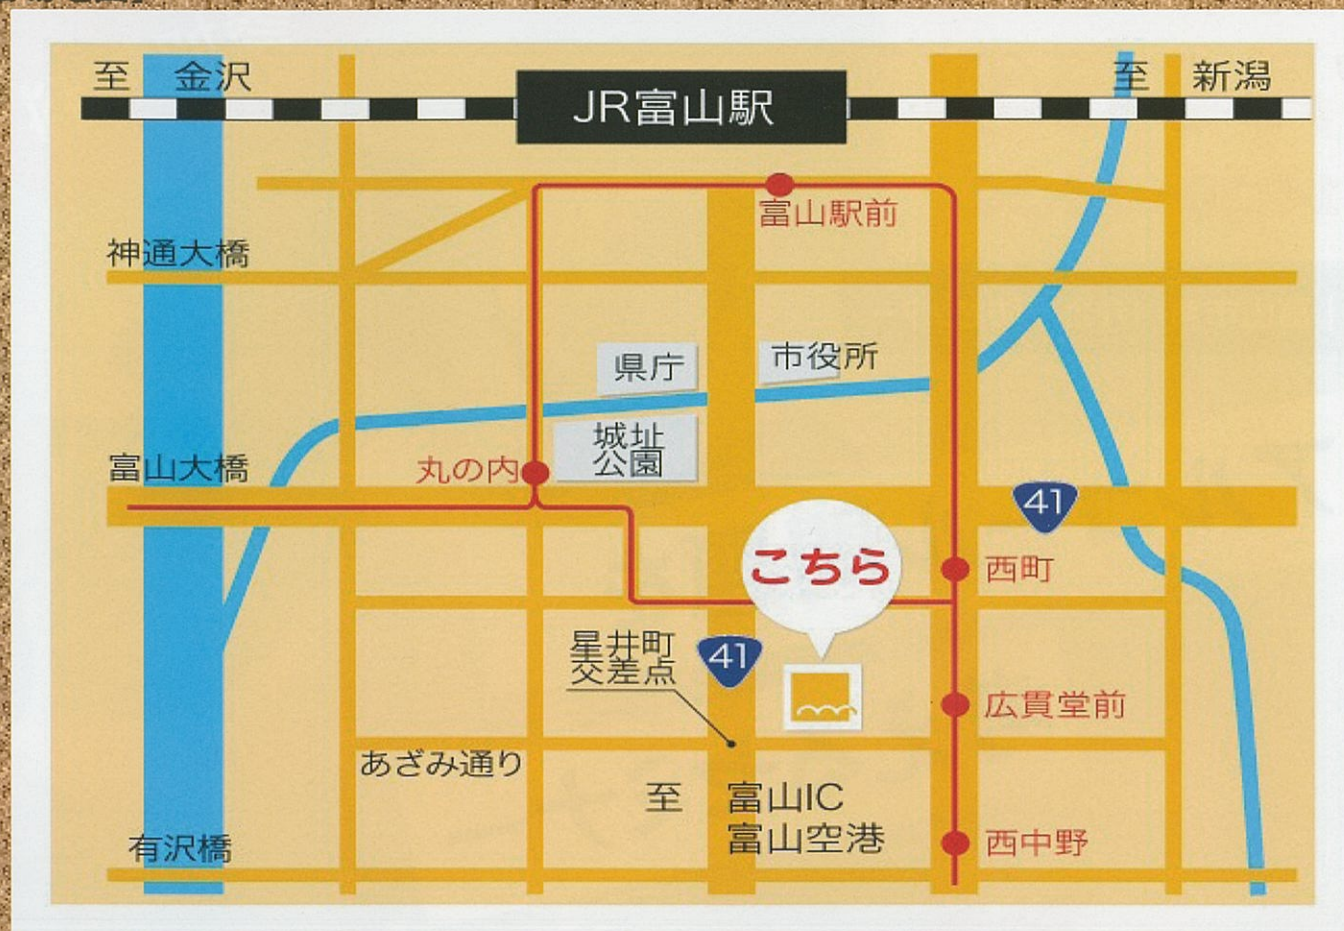 至 金沢
JR富山駅
至 新潟
富山駅前
神通大橋
県庁
市役所
城址
公園
丸の内
富山大橋
41
こちら
西町
星井町
交差点
41
広貫堂前
あざみ通り
至 富山IC
富山空港
西中野
有沢橋